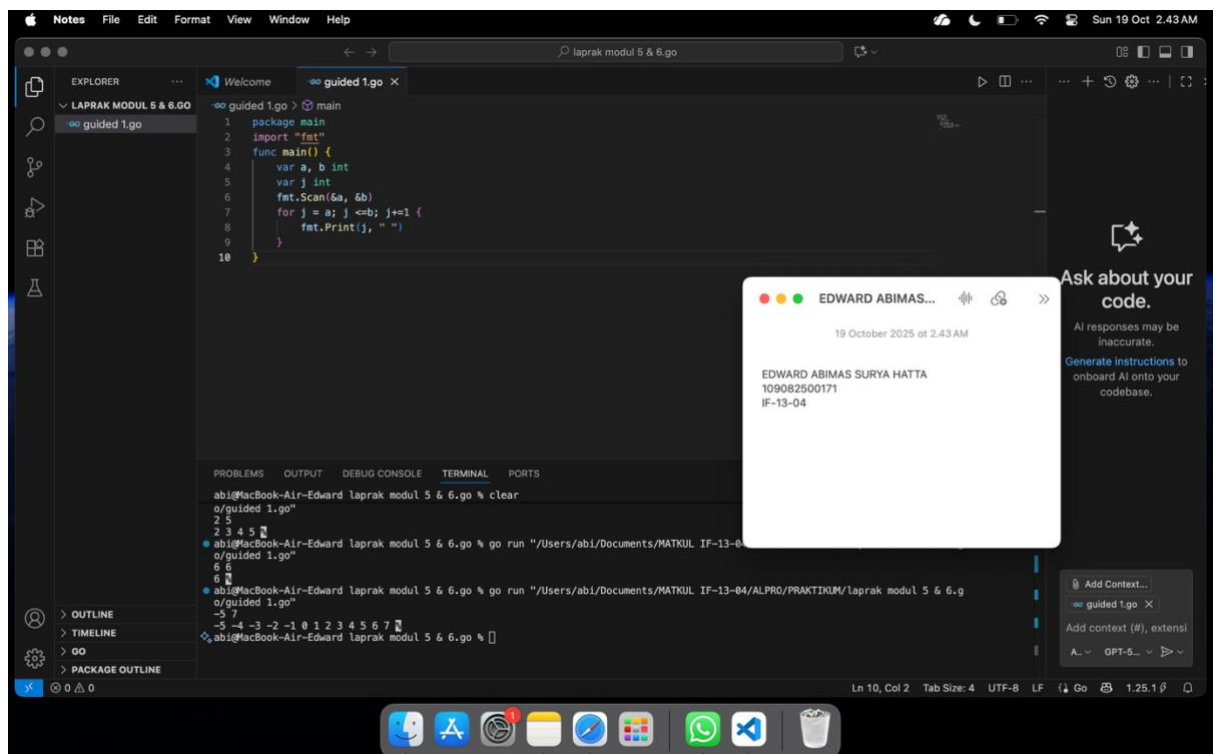 Notes File Edit Format View Window Help
Sun 19 Oct 2.43 AM
laprak modul 5 & 6.go
EXPLORER
Welcome
guided 1.go
LAPRAK MODUL 5 & 6.GO
guided 1.go
guided 1.go > main
1 package main
2 import "fmt"
3 func main() {
4 var a, b int
5 var j int
6 fmt.Scan(&a, &b)
7 for j = a; j <=b; j+=1 {
8 fmt.Print(j, " ")
9 }
10 }
Ask about your
code.
AI responses may be
inaccurate.
Generate instructions to
onboard AI onto your
codebase.
EDWARD ABIMAS...
19 October 2025 at 2.43 AM
EDWARD ABIMAS SURYA HATTA
109082500171
IF-13-04
PROBLEMS OUTPUT DEBUG CONSOLE TERMINAL PORTS
abi@MacBook-Air-Edward laprak modul 5 & 6.go % clear
o/guided 1.go"
2 5
2 3 4 5 %
abi@MacBook-Air-Edward laprak modul 5 & 6.go % go run "/Users/abi/Documents/MATKUL IF-13-0
o/guided 1.go"
6 6
6 %
abi@MacBook-Air-Edward laprak modul 5 & 6.go % go run "/Users/abi/Documents/MATKUL IF-13-04/ALPRO/PRAKTIKUM/laprak modul 5 & 6.g
o/guided 1.go"
-5 7
-5 -4 -3 -2 -1 0 1 2 3 4 5 6 7 %
abi@MacBook-Air-Edward laprak modul 5 & 6.go %
OUTLINE
TIMELINE
GO
PACKAGE OUTLINE
Add Context...
guided 1.go
Add context (#), extensi
A.. GPT-5...
0 0
Ln 10, Col 2 Tab Size: 4 UTF-8 LF Go 1.25.1
1